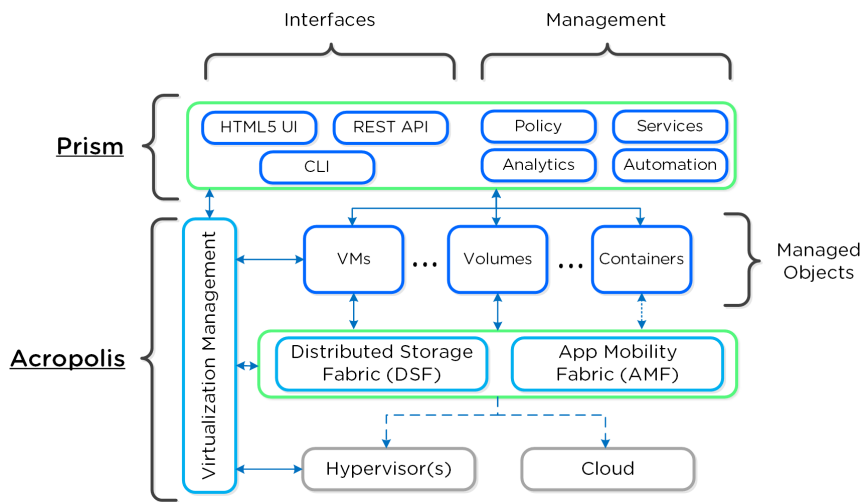 Interfaces
Management
Prism
HTML5 UI
REST API
CLI
Policy
Services
Analytics
Automation
Acropolis
Virtualization Management
VMs
...
Volumes
...
Containers
Managed
Objects
Distributed Storage
Fabric (DSF)
App Mobility
Fabric (AMF)
Hypervisor(s)
Cloud